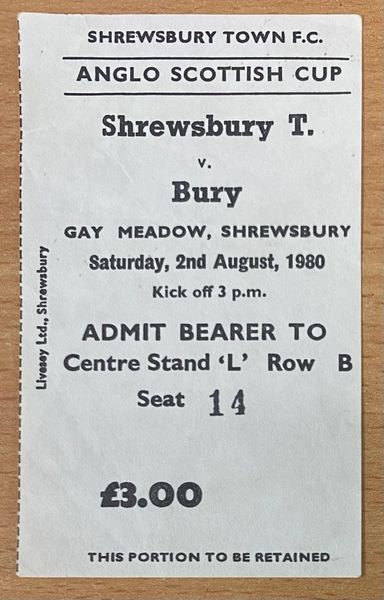 SHREWSBURY TOWN F.C.
ANGLO SCOTTISH CUP
Shrewsbury T.
v.
Bury
GAY MEADOW, SHREWSBURY
Saturday, 2nd August, 1980
Kick off 3 p.m.
ADMIT BEARER TO
Centre Stand ‘L’ Row B
Seat 14
£3.00
THIS PORTION TO BE RETAINED
Livesey Ltd., Shrewsbury